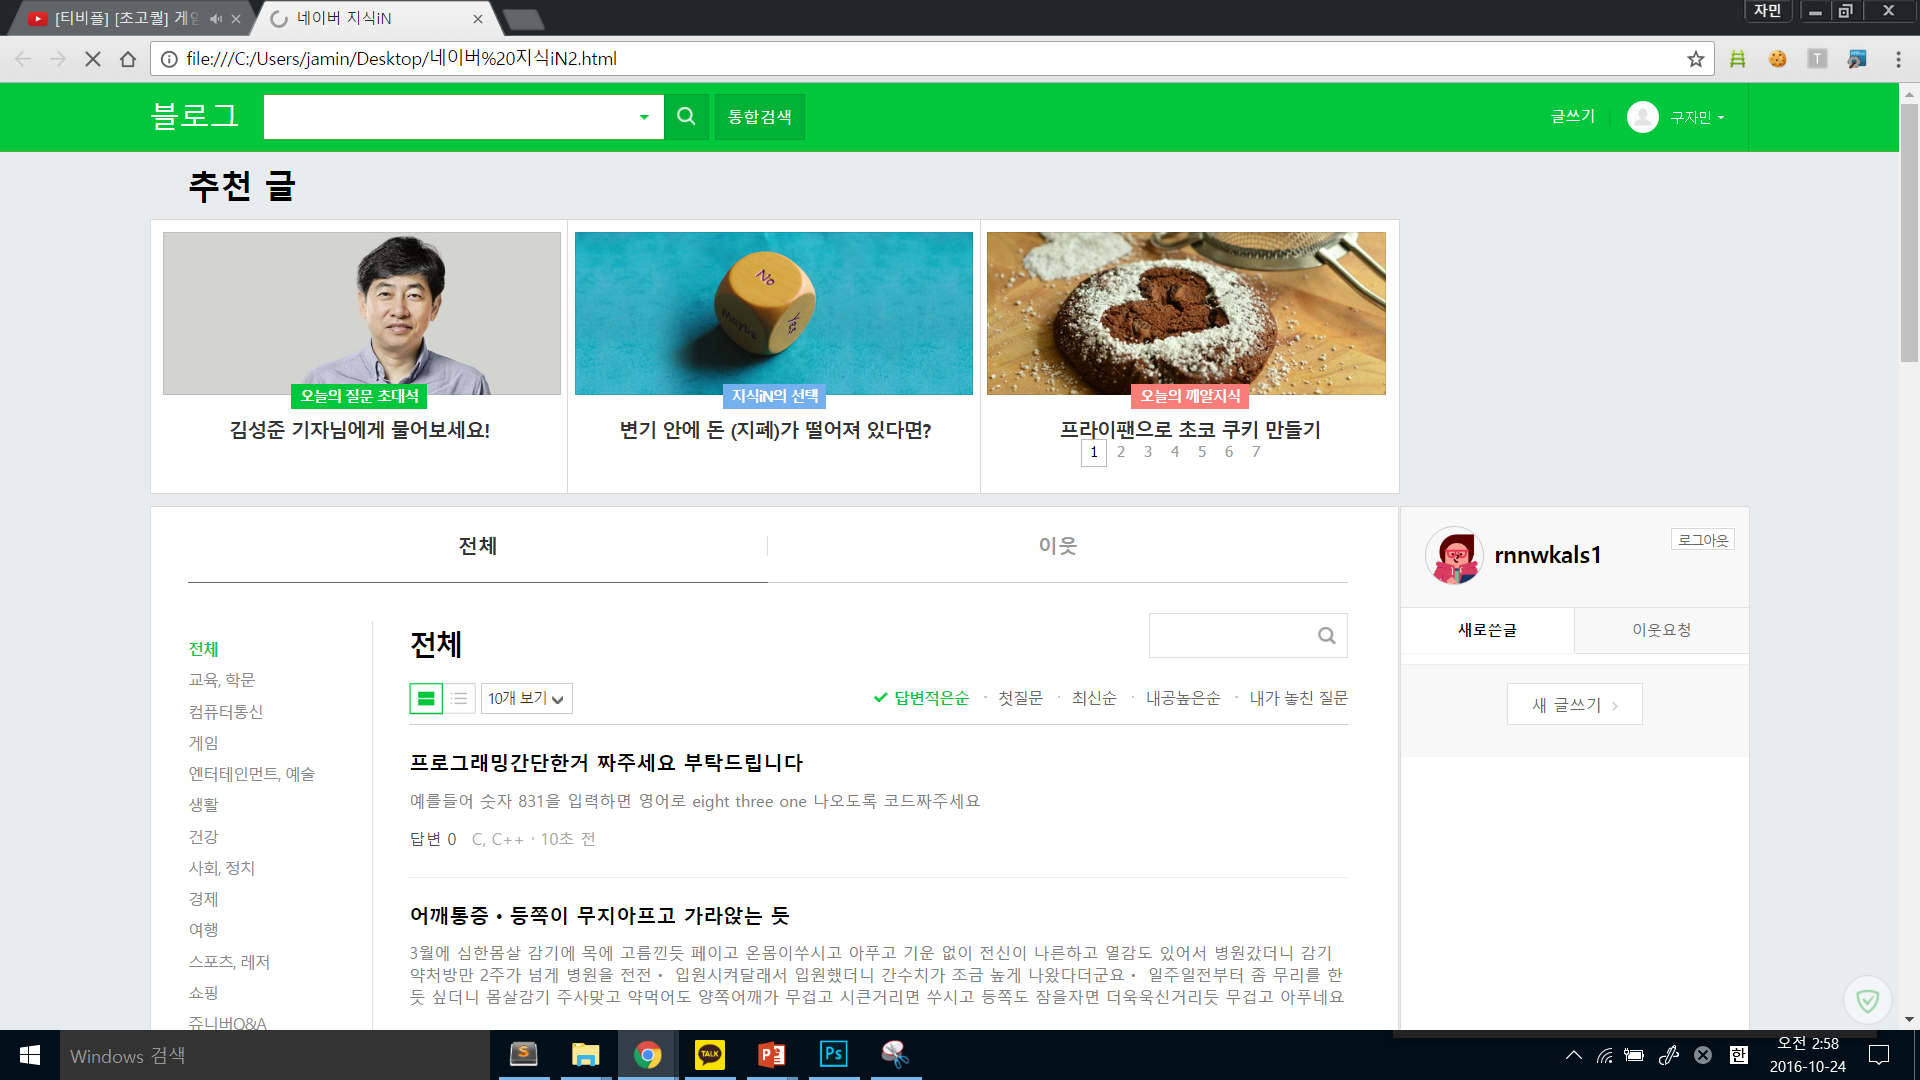 [티비플] [초고퀄] 게임
네이버 지식iN
자민
file:///C:/Users/jamin/Desktop/네이버%20지식iN2.html
블로그
통합검색
글쓰기
구자민
추천 글
No
Maybe
Yes
오늘의 질문 초대석
지식iN의 선택
오늘의 깨알지식
김성준 기자님에게 물어보세요!
변기 안에 돈 (지폐)가 떨어져 있다면?
프라이팬으로 초코 쿠키 만들기
1 2 3 4 5 6 7
전체
이웃
rnnwkals1
로그아웃
새로쓴글
이웃요청
새 글쓰기
전체
교육, 학문
컴퓨터통신
게임
엔터테인먼트, 예술
생활
건강
사회, 정치
경제
여행
스포츠, 레저
쇼핑
쥬니버Q&A
전체
10개 보기
답변적은순 · 첫질문 · 최신순 · 내공높은순 · 내가 놓친 질문
프로그래밍간단한거 짜주세요 부탁드립니다
예를들어 숫자 831을 입력하면 영어로 eight three one 나오도록 코드짜주세요
답변 0 C, C++ · 10초 전
어깨통증 • 등쪽이 무지아프고 가라앉는 듯
3월에 심한몸살 감기에 목에 고름낀듯 페이고 온몸이쑤시고 아푸고 기운 없이 전신이 나른하고 열감도 있어서 병원갔더니 감기
약처방만 2주가 넘게 병원을 전전• 입원시켜달래서 입원했더니 간수치가 조금 높게 나왔다더군요• 일주일전부터 좀 무리를 한
듯 싶더니 몸살감기 주사맞고 약먹어도 양쪽어깨가 무겁고 시큰거리면 쑤시고 등쪽도 잠을자면 더욱욱신거리듯 무겁고 아푸네요
Windows 검색
TALK
Ps
한
오전 2:58
2016-10-24